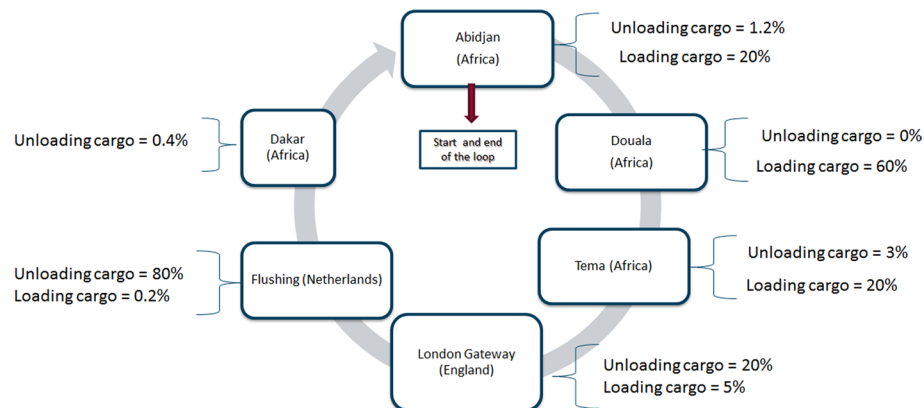 Abidjan
(Africa)
Unloading cargo = 1.2%
Loading cargo = 20%
Start and end
of the loop
Douala
(Africa)
Unloading cargo = 0%
Loading cargo = 60%
Tema (Africa)
Unloading cargo = 3%
Loading cargo = 20%
London Gateway
(England)
Unloading cargo = 20%
Loading cargo = 5%
Flushing (Netherlands)
Unloading cargo = 80%
Loading cargo = 0.2%
Dakar
(Africa)
Unloading cargo = 0.4%